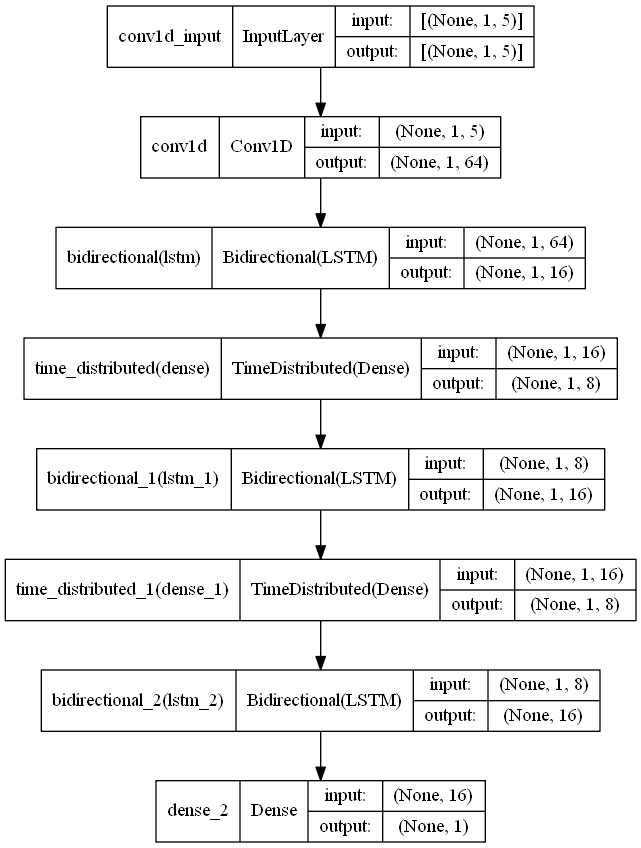 conv1d_input InputLayer input: [(None, 1, 5)]
output: [(None, 1, 5)]
conv1d Conv1D input: (None, 1, 5)
output: (None, 1, 64)
bidirectional(lstm) Bidirectional(LSTM) input: (None, 1, 64)
output: (None, 1, 16)
time_distributed(dense) TimeDistributed(Dense) input: (None, 1, 16)
output: (None, 1, 8)
bidirectional_1(lstm_1) Bidirectional(LSTM) input: (None, 1, 8)
output: (None, 1, 16)
time_distributed_1(dense_1) TimeDistributed(Dense) input: (None, 1, 16)
output: (None, 1, 8)
bidirectional_2(lstm_2) Bidirectional(LSTM) input: (None, 1, 8)
output: (None, 16)
dense_2 Dense input: (None, 16)
output: (None, 1)